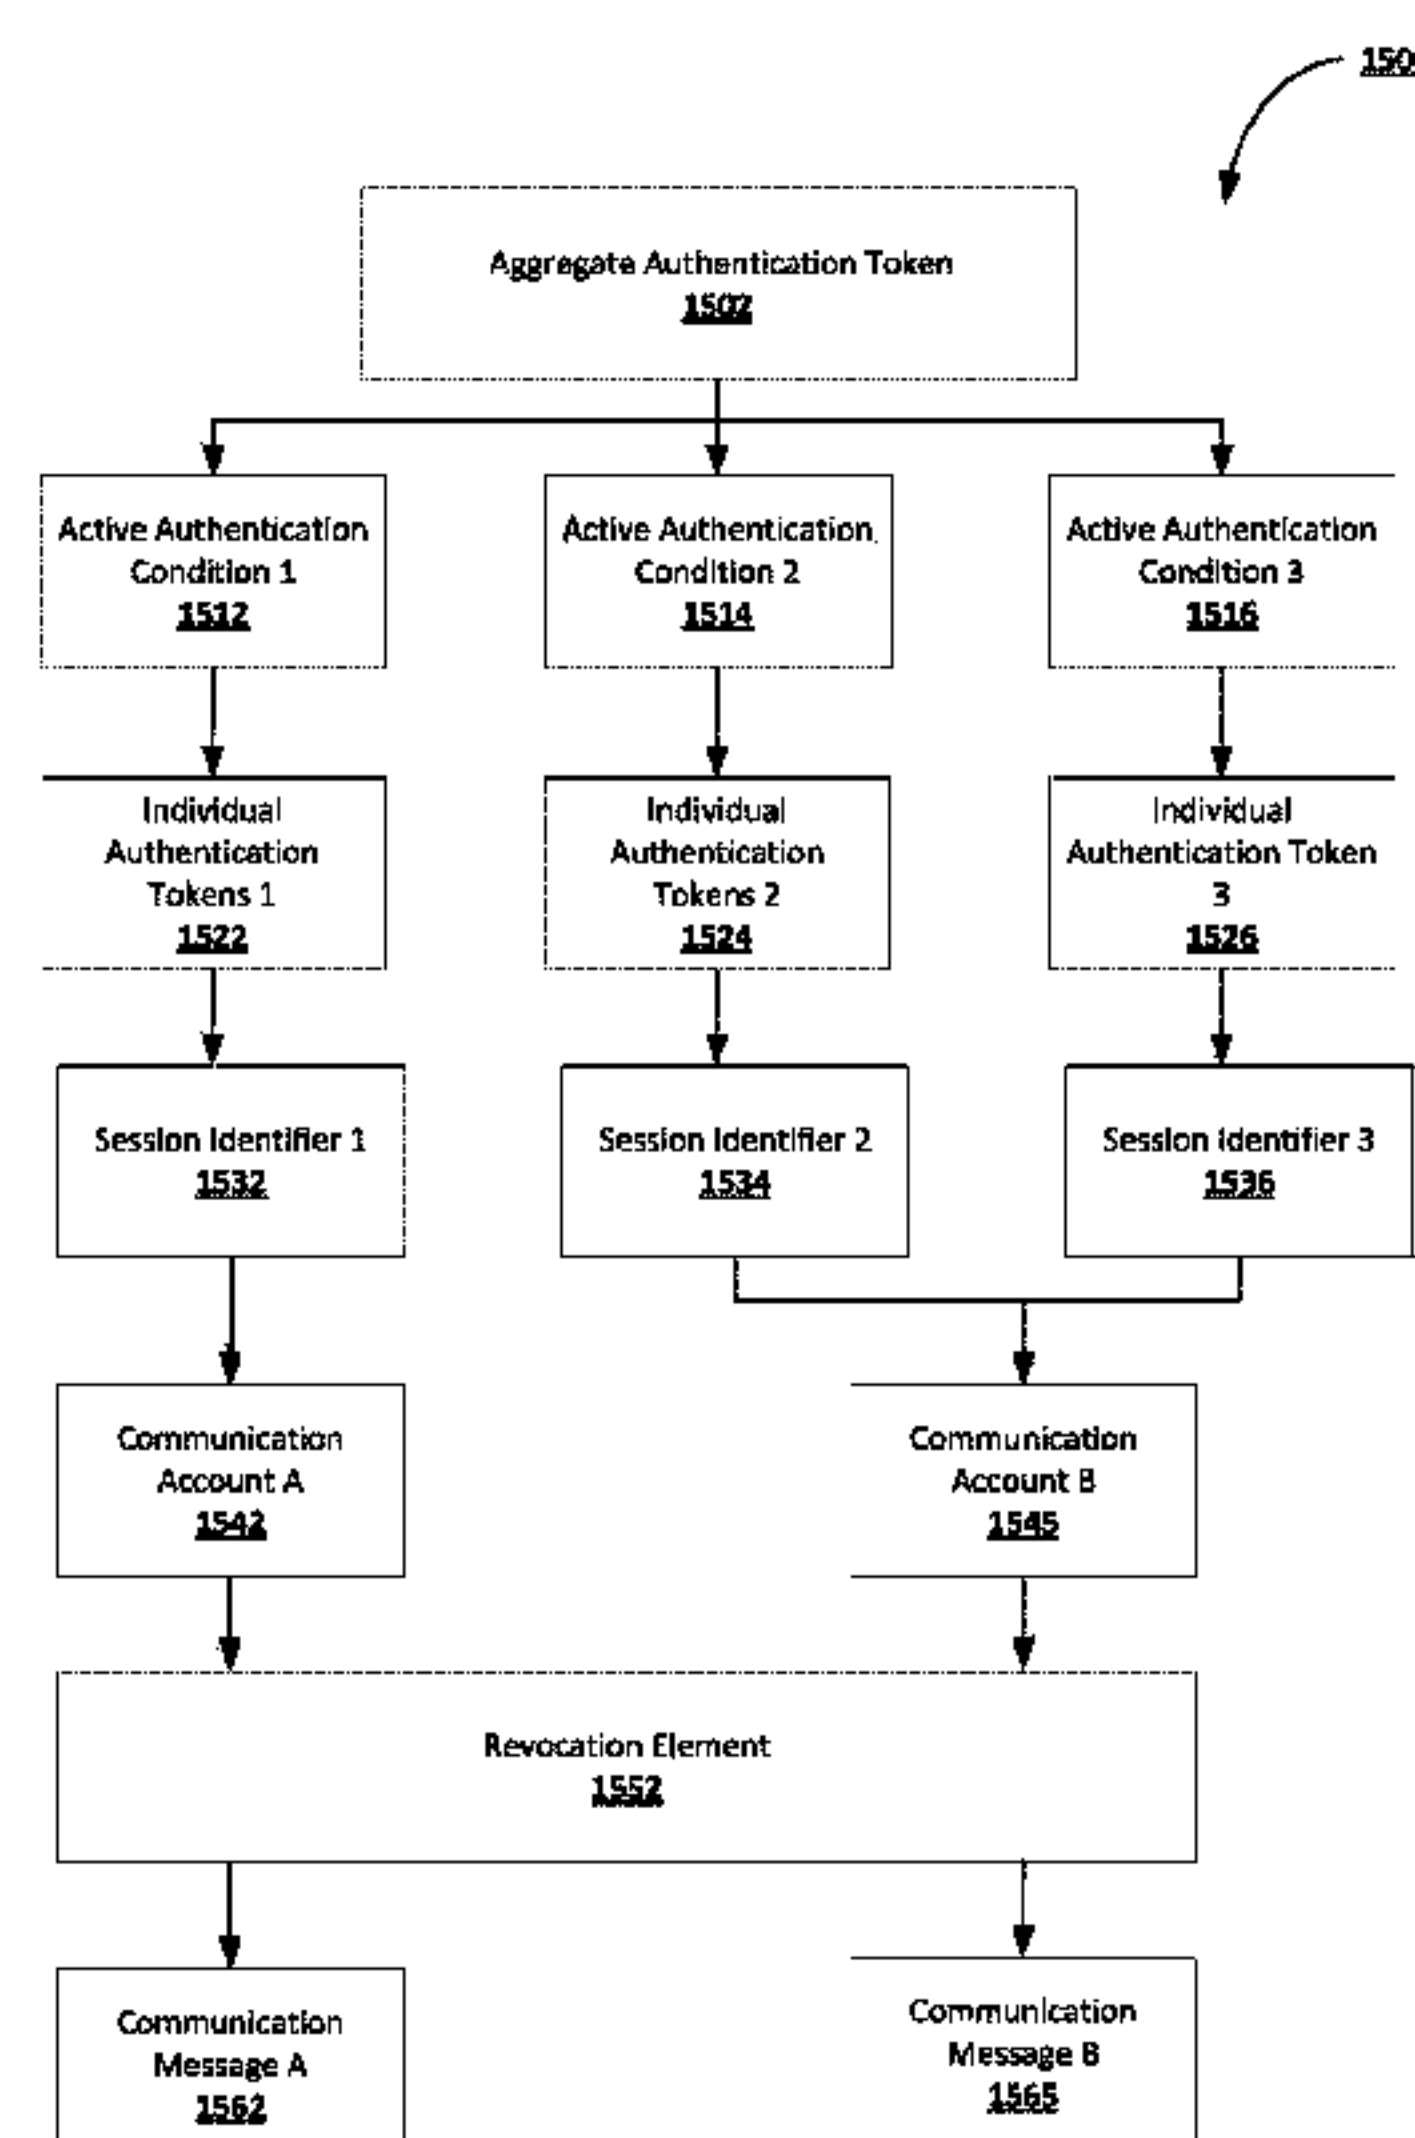 150
Aggregate Authentication Token
1502
Active Authentication
Condition 1
1512
Active Authentication
Condition 2
1514
Active Authentication
Condition 3
1516
Individual
Authentication
Tokens 1
1522
Individual
Authentication
Tokens 2
1524
Individual
Authentication Token
3
1526
Session Identifier 1
1532
Session Identifier 2
1534
Session Identifier 3
1536
Communication
Account A
1542
Communication
Account B
1545
Revocation Element
1552
Communication
Message A
1562
Communication
Message B
1565